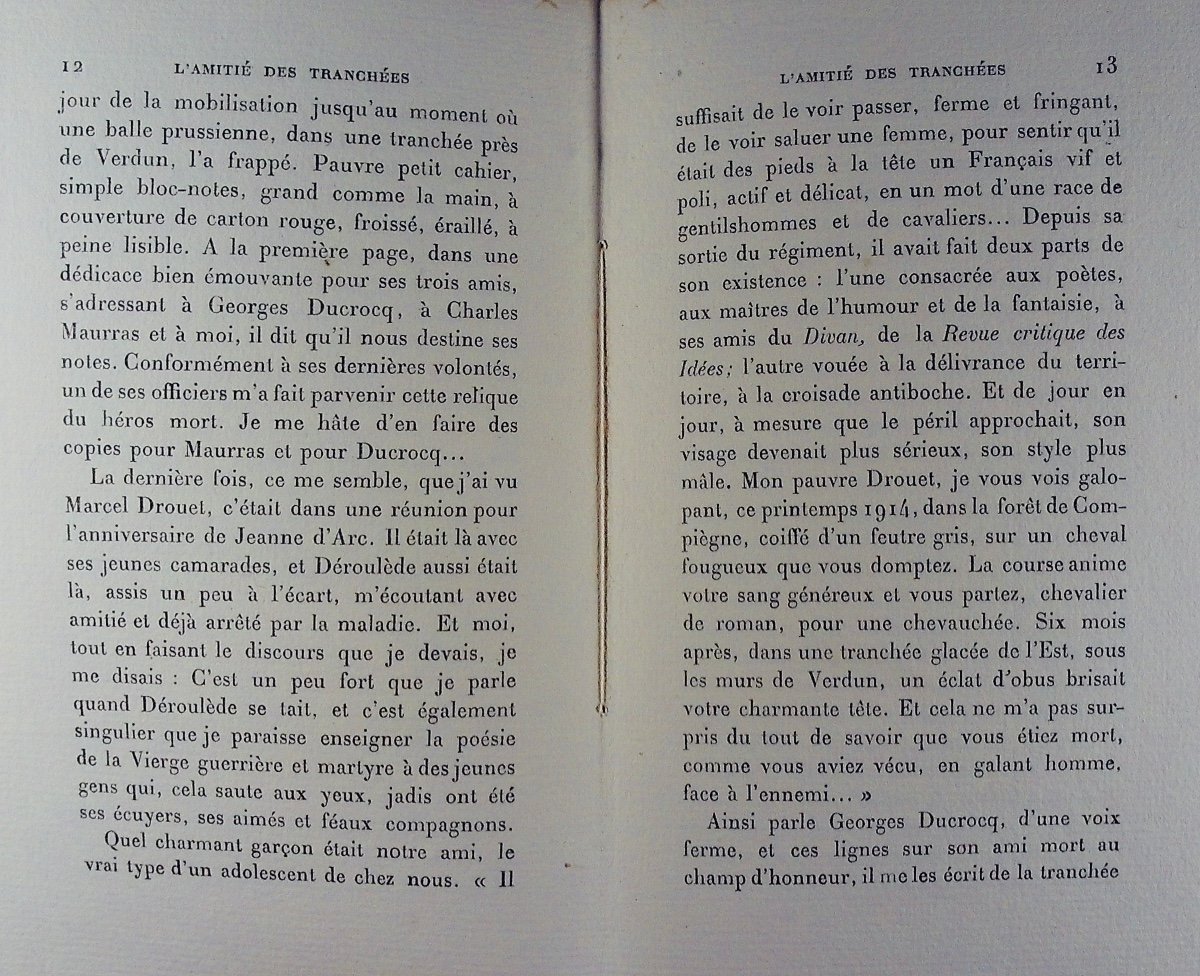 12 L'AMITIÉ DES TRANCHÉES
jour de la mobilisation jusqu'au moment où
une balle prussienne, dans une tranchée près
de Verdun, l'a frappé. Pauvre petit cahier,
simple bloc-notes, grand comme la main, à
couverture de carton rouge, froissé, éraillé, à
peine lisible. A la première page, dans une
dédicace bien émouvante pour ses trois amis,
s'adressant à Georges Ducrocq, à Charles
Maurras et à moi, il dit qu'il nous destine ses
notes. Conformément à ses dernières volontés,
un de ses officiers m'a fait parvenir cette relique
du héros mort. Je me hâte d'en faire des
copies pour Maurras et pour Ducrocq...
La dernière fois, ce me semble, que j'ai vu
Marcel Drouet, c'était dans une réunion pour
l'anniversaire de Jeanne d'Arc. Il était là avec
ses jeunes camarades, et Déroulède aussi était
là, assis un peu à l'écart, m'écoutant avec
amitié et déjà arrêté par la maladie. Et moi,
tout en faisant le discours que je devais, je
me disais : C'est un peu fort que je parle
quand Déroulède se tait, et c'est également
singulier que je paraisse enseigner la poésie
de la Vierge guerrière et martyre à des jeunes
gens qui, cela saute aux yeux, jadis ont été
ses écuyers, ses aimés et féaux compagnons.
Quel charmant garçon était notre ami, le
vrai type d'un adolescent de chez nous. « Il
L'AMITIÉ DES TRANCHÉES 13
suffisait de le voir passer, ferme et fringant,
de le voir saluer une femme, pour sentir qu'il
était des pieds à la tête un Français vif et
poli, actif et délicat, en un mot d'une race de
gentilshommes et de cavaliers... Depuis sa
sortie du régiment, il avait fait deux parts de
son existence : l'une consacrée aux poètes,
aux maîtres de l'humour et de la fantaisie, à
ses amis du Divan, de la Revue critique des
Idées; l'autre vouée à la délivrance du terri-
toire, à la croisade antiboche. Et de jour en
jour, à mesure que le péril approchait, son
visage devenait plus sérieux, son style plus
mâle. Mon pauvre Drouet, je vous vois galo-
pant, ce printemps 1914, dans la forêt de Com-
piègne, coiffé d'un feutre gris, sur un cheval
fougueux que vous domptez. La course anime
votre sang généreux et vous partez, chevalier
de roman, pour une chevauchée. Six mois
après, dans une tranchée glacée de l'Est, sous
les murs de Verdun, un éclat d'obus brisait
votre charmante tête. Et cela ne m'a pas sur-
pris du tout de savoir que vous étiez mort,
comme vous aviez vécu, en galant homme,
face à l'ennemi... »
Ainsi parle Georges Ducrocq, d'une voix
ferme, et ces lignes sur son ami mort au
champ d'honneur, il me les écrit de la tranchée